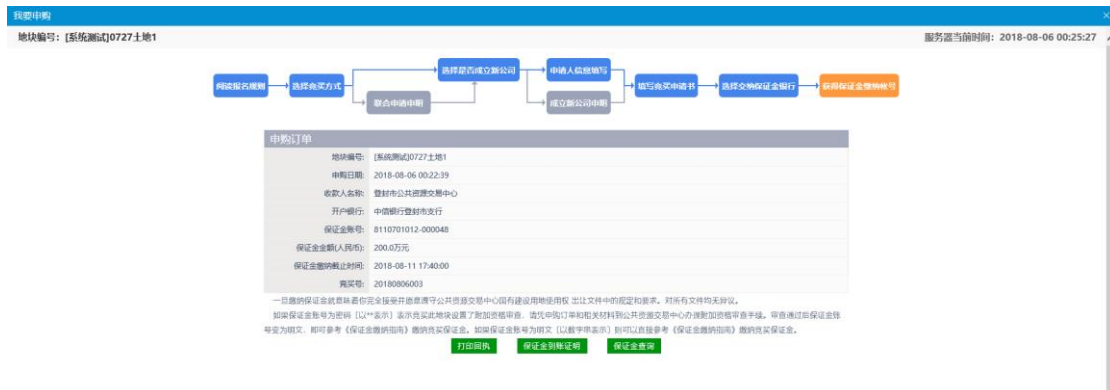 我要申购
地块编号: [系统测试]0727土地1
服务器当前时间: 2018-08-06 00:25:27
阅读报名规则
选择竞买方式
选择是否成立新公司
申请人信息填写
填写竞买申请书
选择交纳保证金银行
获得保证金缴纳帐号
联合申请申明
成立新公司申明
申购订单
地块编号: [系统测试]0727土地1
申购日期: 2018-08-06 00:22:39
收款人名称: 登封市公共资源交易中心
开户银行: 中信银行登封市支行
保证金账号: 8110701012-000048
保证金金额(人民币): 200.0万元
保证金缴纳截止时间: 2018-08-11 17:40:00
竞买号: 20180806003
一旦缴纳保证金就意味着你完全接受并愿意遵守公共资源交易中心国有建设用地使用权 出让文件中的规定和要求。对所有文件均无异议。
如果保证金账号为密码（以**表示）表示竞买此地块设置了附加资格审查。请凭申购订单和相关材料到公共资源交易中心办理附加资格审查手续。审查通过后保证金账
号变为明文．即可参考《保证金缴纳指南》缴纳竞买保证金。如果保证金账号为明文（以数字串表示）则可以直接参考《保证金缴纳指南》缴纳竞买保证金。
打印回执
保证金到账证明
保证金查询